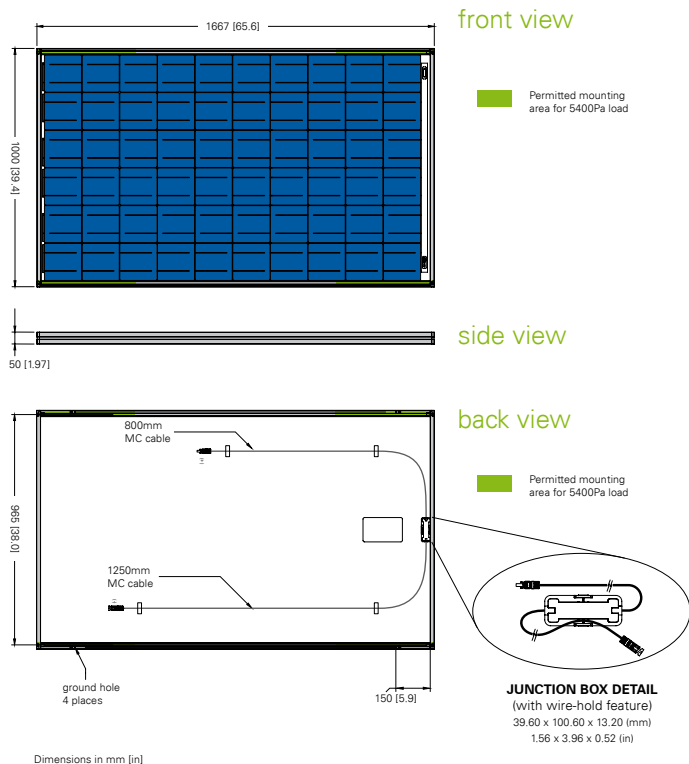 front view
1667 [65.6]
Permitted mounting
area for 5400Pa load
1000 [39.4]
side view
50 [1.97]
back view
800mm
MC cable
Permitted mounting
area for 5400Pa load
965 [38.0]
1250mm
MC cable
ground hole
4 places
150 [5.9]
JUNCTION BOX DETAIL
(with wire-hold feature)
39.60 x 100.60 x 13.20 (mm)
1.56 x 3.96 x 0.52 (in)
Dimensions in mm [in]